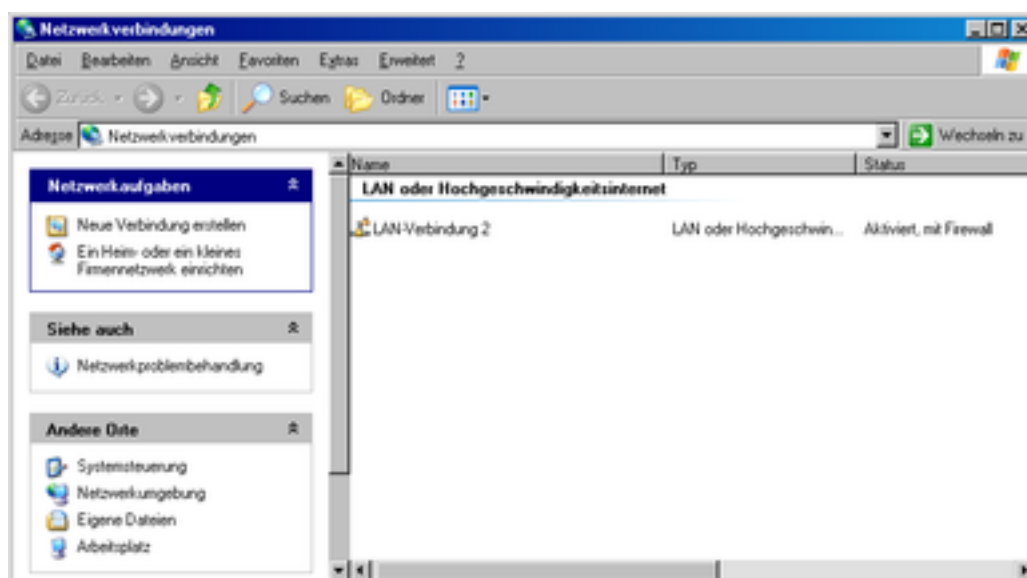 Netzwerkverbindungen
Datei Bearbeiten Ansicht Favoriten Extras Erweitert ?
Zurück Suchen Ordner
Adresse Netzwerkverbindungen Wechseln zu
Name Typ Status
Netzwerkaufgaben
LAN oder Hochgeschwindigkeitsinternet
Neue Verbindung erstellen
LAN-Verbindung 2 LAN oder Hochgeschwin... Aktiviert, mit Firewall
Ein Heim- oder ein kleines
Firmennetzwerk einrichten
Siehe auch
Netzwerkproblembehandlung
Andere Orte
Systemsteuerung
Netzwerkumgebung
Eigene Dateien
Arbeitsplatz